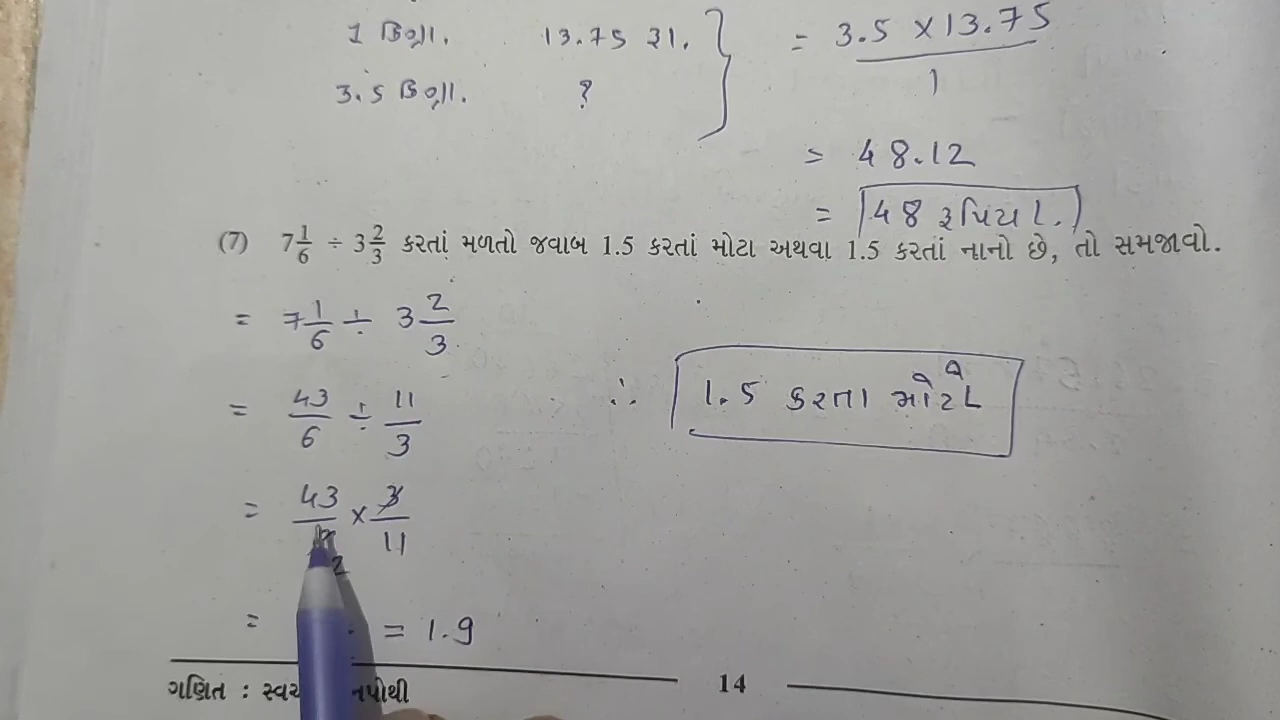 1 કિગ્રા. 13.75 રૂા. } = 3.5 × 13.75 / 1
3.5 કિગ્રા. ?
= 48.12
= 48 રૂપિયા.
(7) 7 1/6 ÷ 3 2/3 કરતાં મળતો જવાબ 1.5 કરતાં મોટા અથવા 1.5 કરતાં નાનો છે, તો સમજાવો.
= 7 1/6 ÷ 3 2/3
= 43/6 ÷ 11/3
∴ 1.5 કરતા મોટો
= 43/6 × 3/11
2
= = 1.9
ગણિત : 14